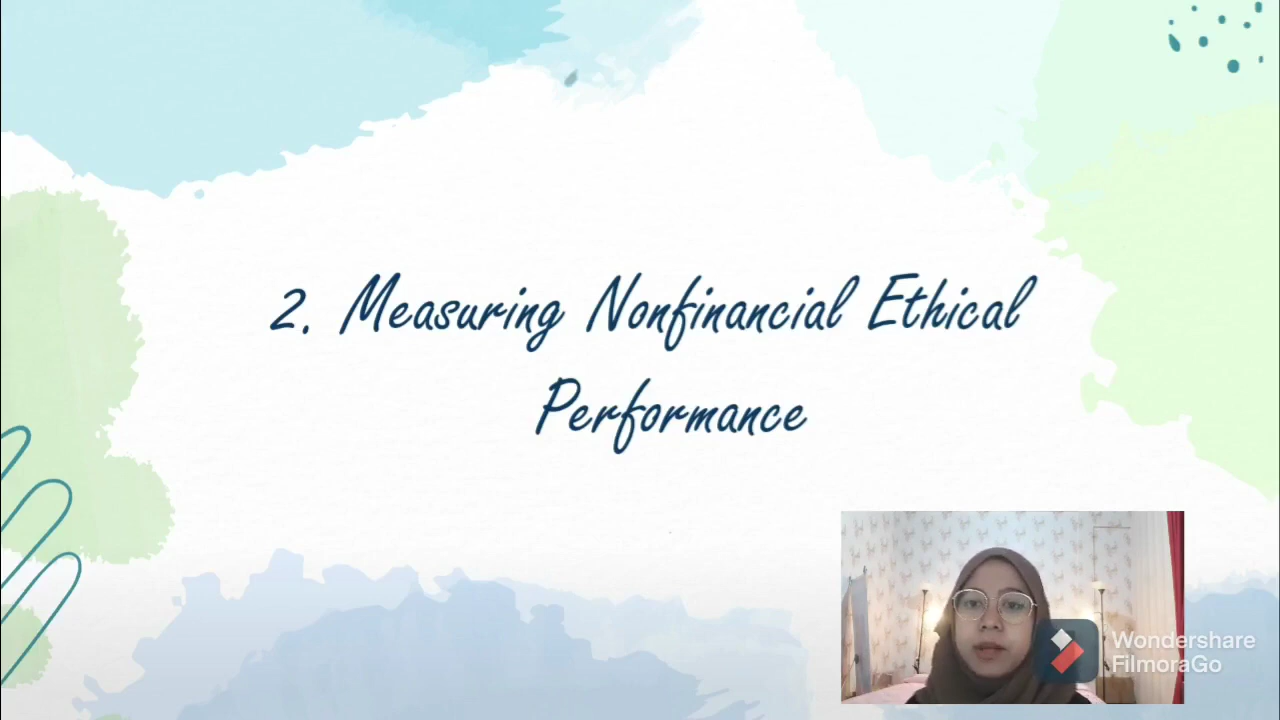 2. Measuring Nonfinancial Ethical
Performance
Wondershare
FilmoraGo